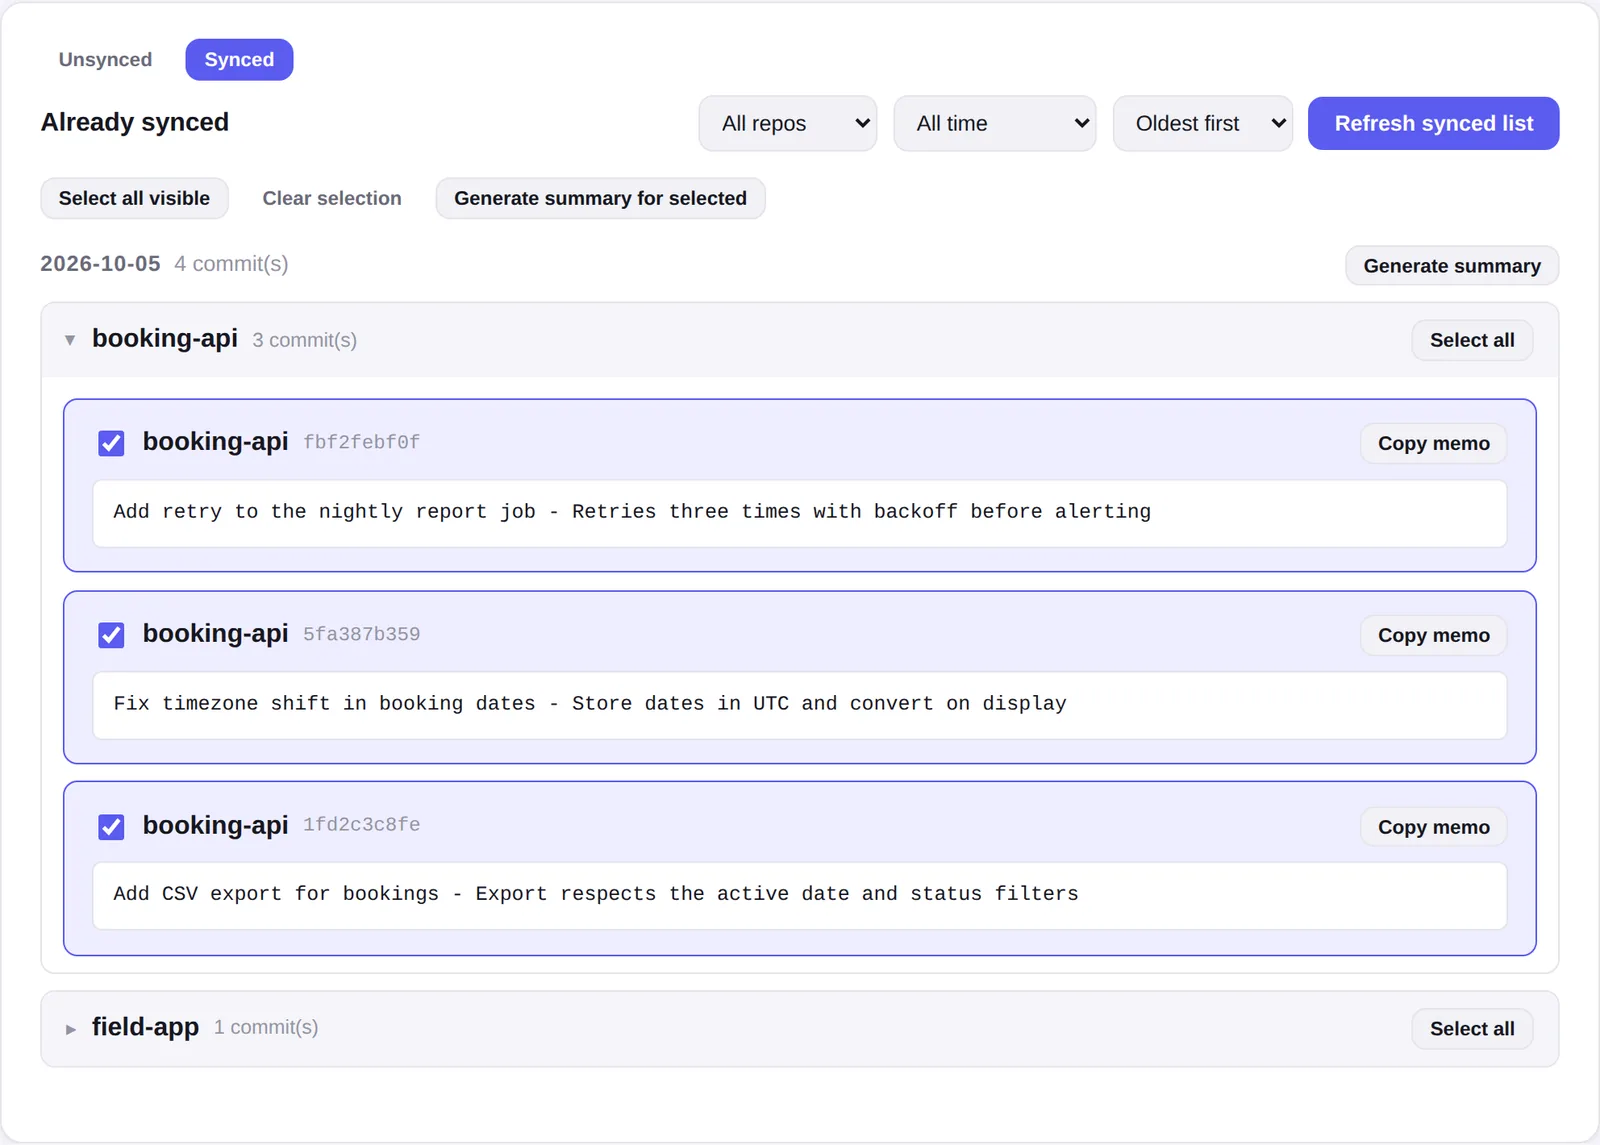 Unsynced Synced
Already synced All repos All time Oldest first Refresh synced list
Select all visible Clear selection Generate summary for selected
2026-10-05 4 commit(s) Generate summary
booking-api 3 commit(s) Select all
booking-api fbf2febf0f Copy memo
Add retry to the nightly report job - Retries three times with backoff before alerting
booking-api 5fa387b359 Copy memo
Fix timezone shift in booking dates - Store dates in UTC and convert on display
booking-api 1fd2c3c8fe Copy memo
Add CSV export for bookings - Export respects the active date and status filters
field-app 1 commit(s) Select all